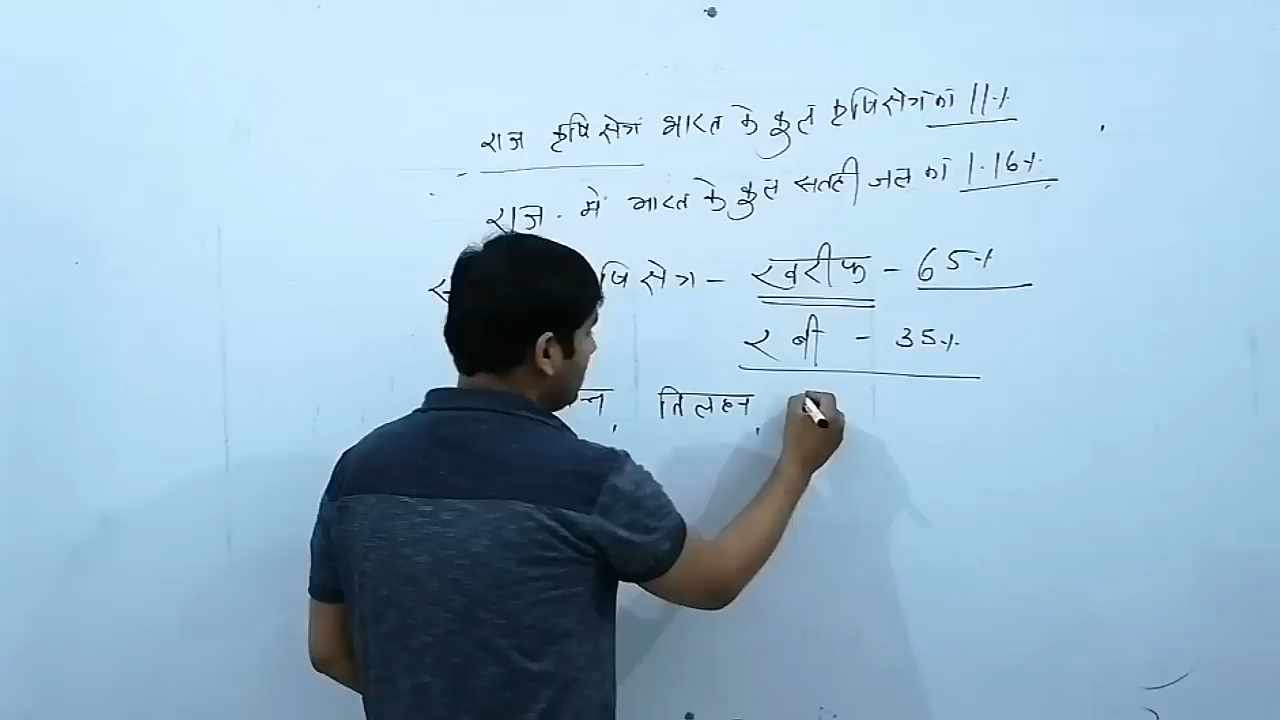 राज कृषि क्षेत्र भारत के कुल कृषि क्षेत्र का 11%
राज. में भारत के कुल सतही जल का 1.16%
क्षेत्र - खरीफ - 65%
रबी - 35%
, तिलहन,